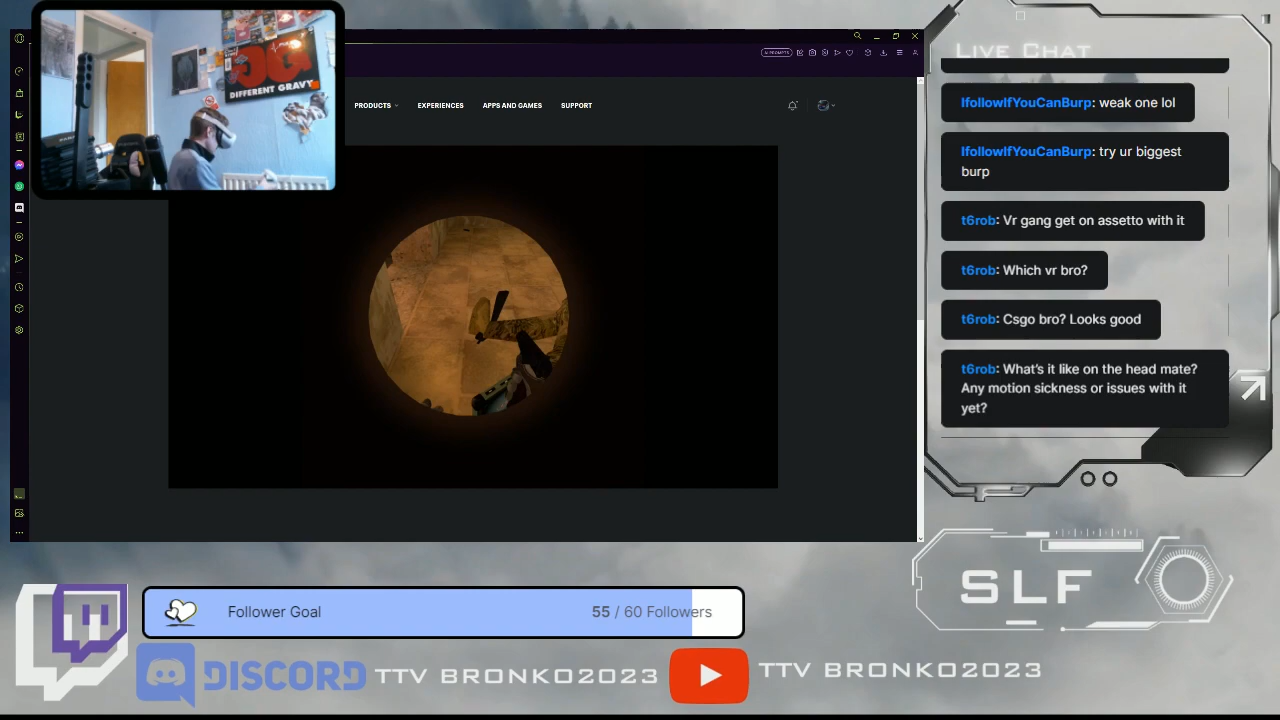 3G
DIFFERENT GRAVY
AI PROMPTS
PRODUCTS
EXPERIENCES
APPS AND GAMES
SUPPORT
LIVE CHAT
IfollowIfYouCanBurp: weak one lol
IfollowIfYouCanBurp: try ur biggest
burp
t6rob: Vr gang get on assetto with it
t6rob: Which vr bro?
t6rob: Csgo bro? Looks good
t6rob: What's it like on the head mate?
Any motion sickness or issues with it
yet?
SLF
Follower Goal
55 / 60 Followers
DISCORD
TTV BRONKO2023
TTV BRONKO2023